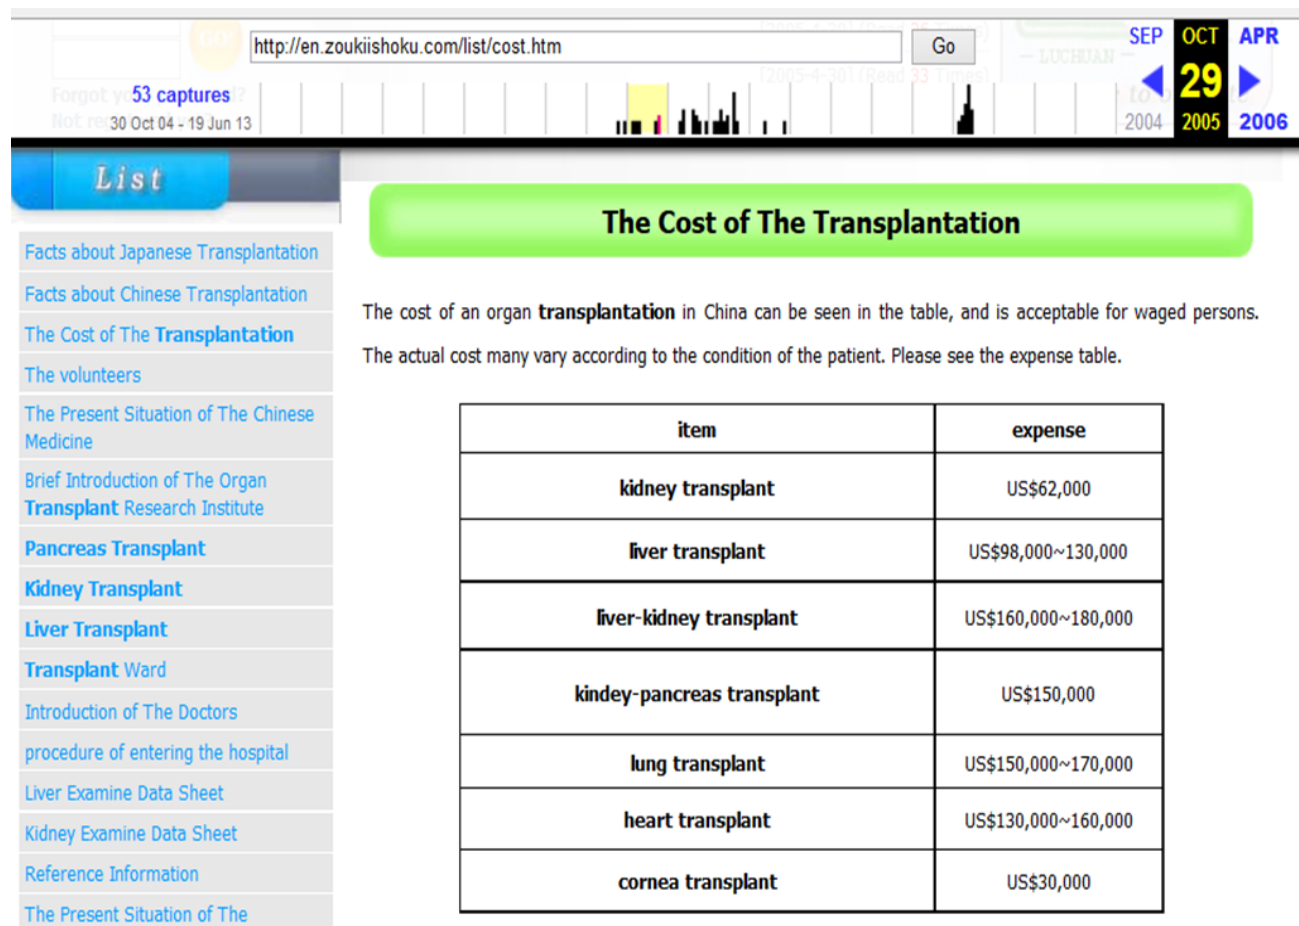 http://en.zoukiishoku.com/list/cost.htm
Go
SEP OCT APR
53 captures
29
30 Oct 04 - 19 Jun 13
2004 2005 2006
GO!
(2005-4-30) (Read 33 Times)
LUCHUAN
List
Facts about Japanese Transplantation
Facts about Chinese Transplantation
The Cost of The Transplantation
The volunteers
The Present Situation of The Chinese
Medicine
Brief Introduction of The Organ
Transplant Research Institute
Pancreas Transplant
Kidney Transplant
Liver Transplant
Transplant Ward
Introduction of The Doctors
procedure of entering the hospital
Liver Examine Data Sheet
Kidney Examine Data Sheet
Reference Information
The Present Situation of The
The Cost of The Transplantation
The cost of an organ transplantation in China can be seen in the table, and is acceptable for waged persons.
The actual cost many vary according to the condition of the patient. Please see the expense table.
item expense
kidney transplant US$62,000
liver transplant US$98,000~130,000
liver-kidney transplant US$160,000~180,000
kindey-pancreas transplant US$150,000
lung transplant US$150,000~170,000
heart transplant US$130,000~160,000
cornea transplant US$30,000